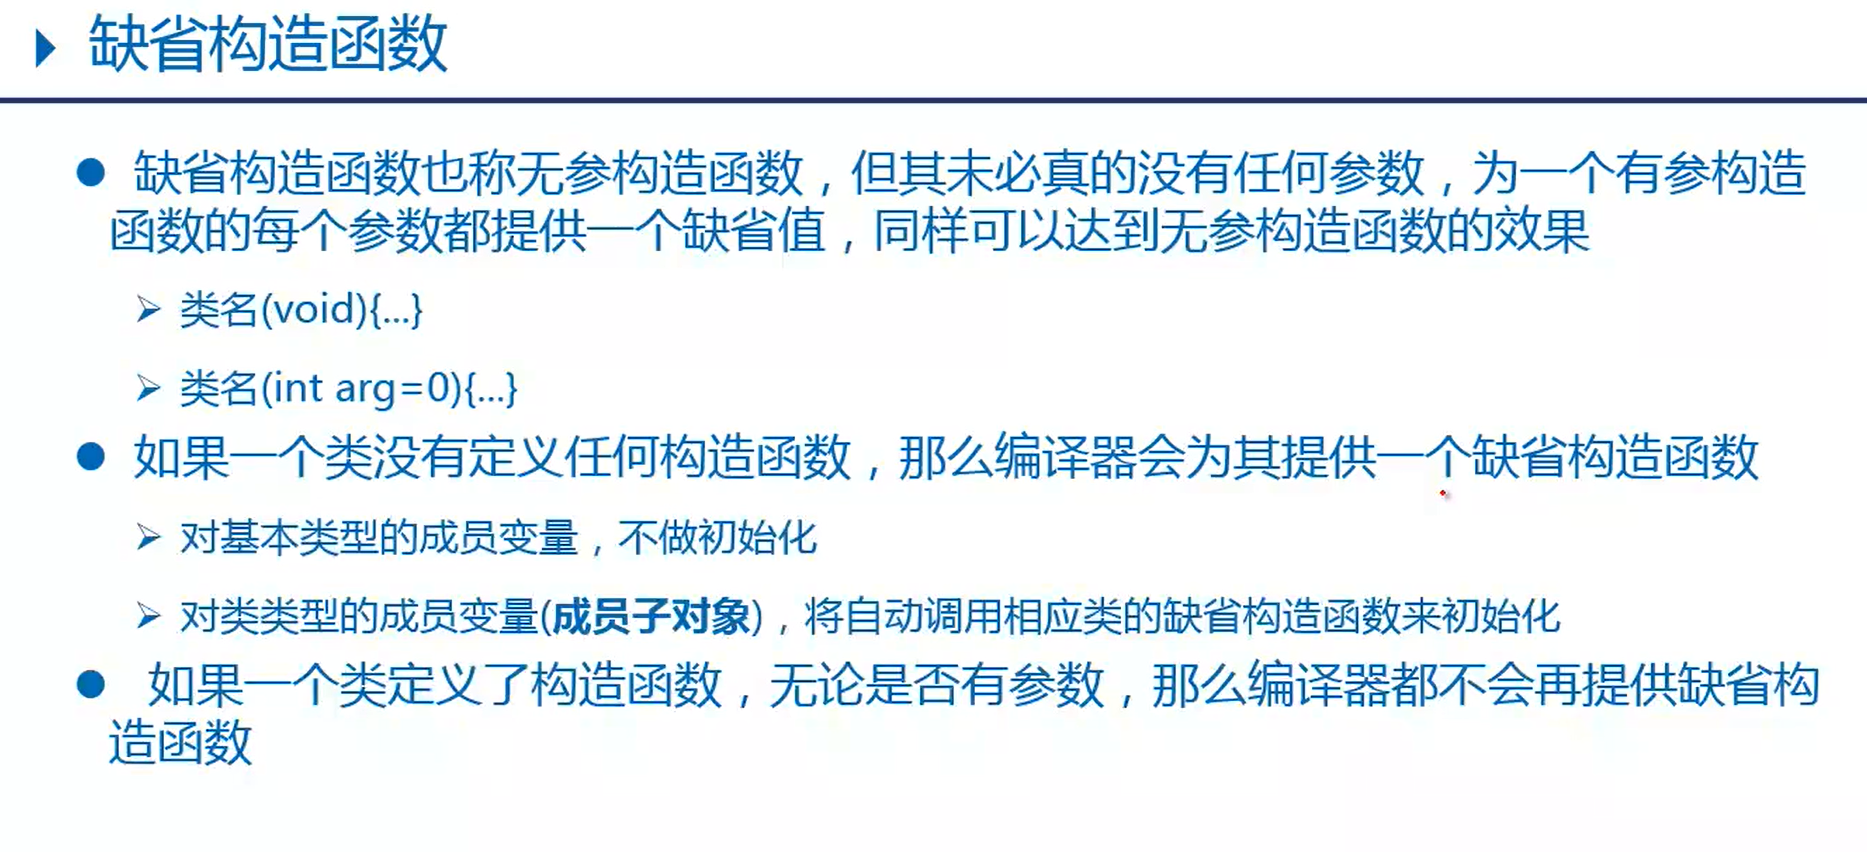 缺省构造函数
缺省构造函数也称无参构造函数，但其未必真的没有任何参数，为一个有参构造
函数的每个参数都提供一个缺省值，同样可以达到无参构造函数的效果
类名(void){...}
类名(int arg=0){...}
如果一个类没有定义任何构造函数，那么编译器会为其提供一个缺省构造函数
对基本类型的成员变量，不做初始化
对类类型的成员变量(成员子对象)，将自动调用相应类的缺省构造函数来初始化
如果一个类定义了构造函数，无论是否有参数，那么编译器都不会再提供缺省构
造函数